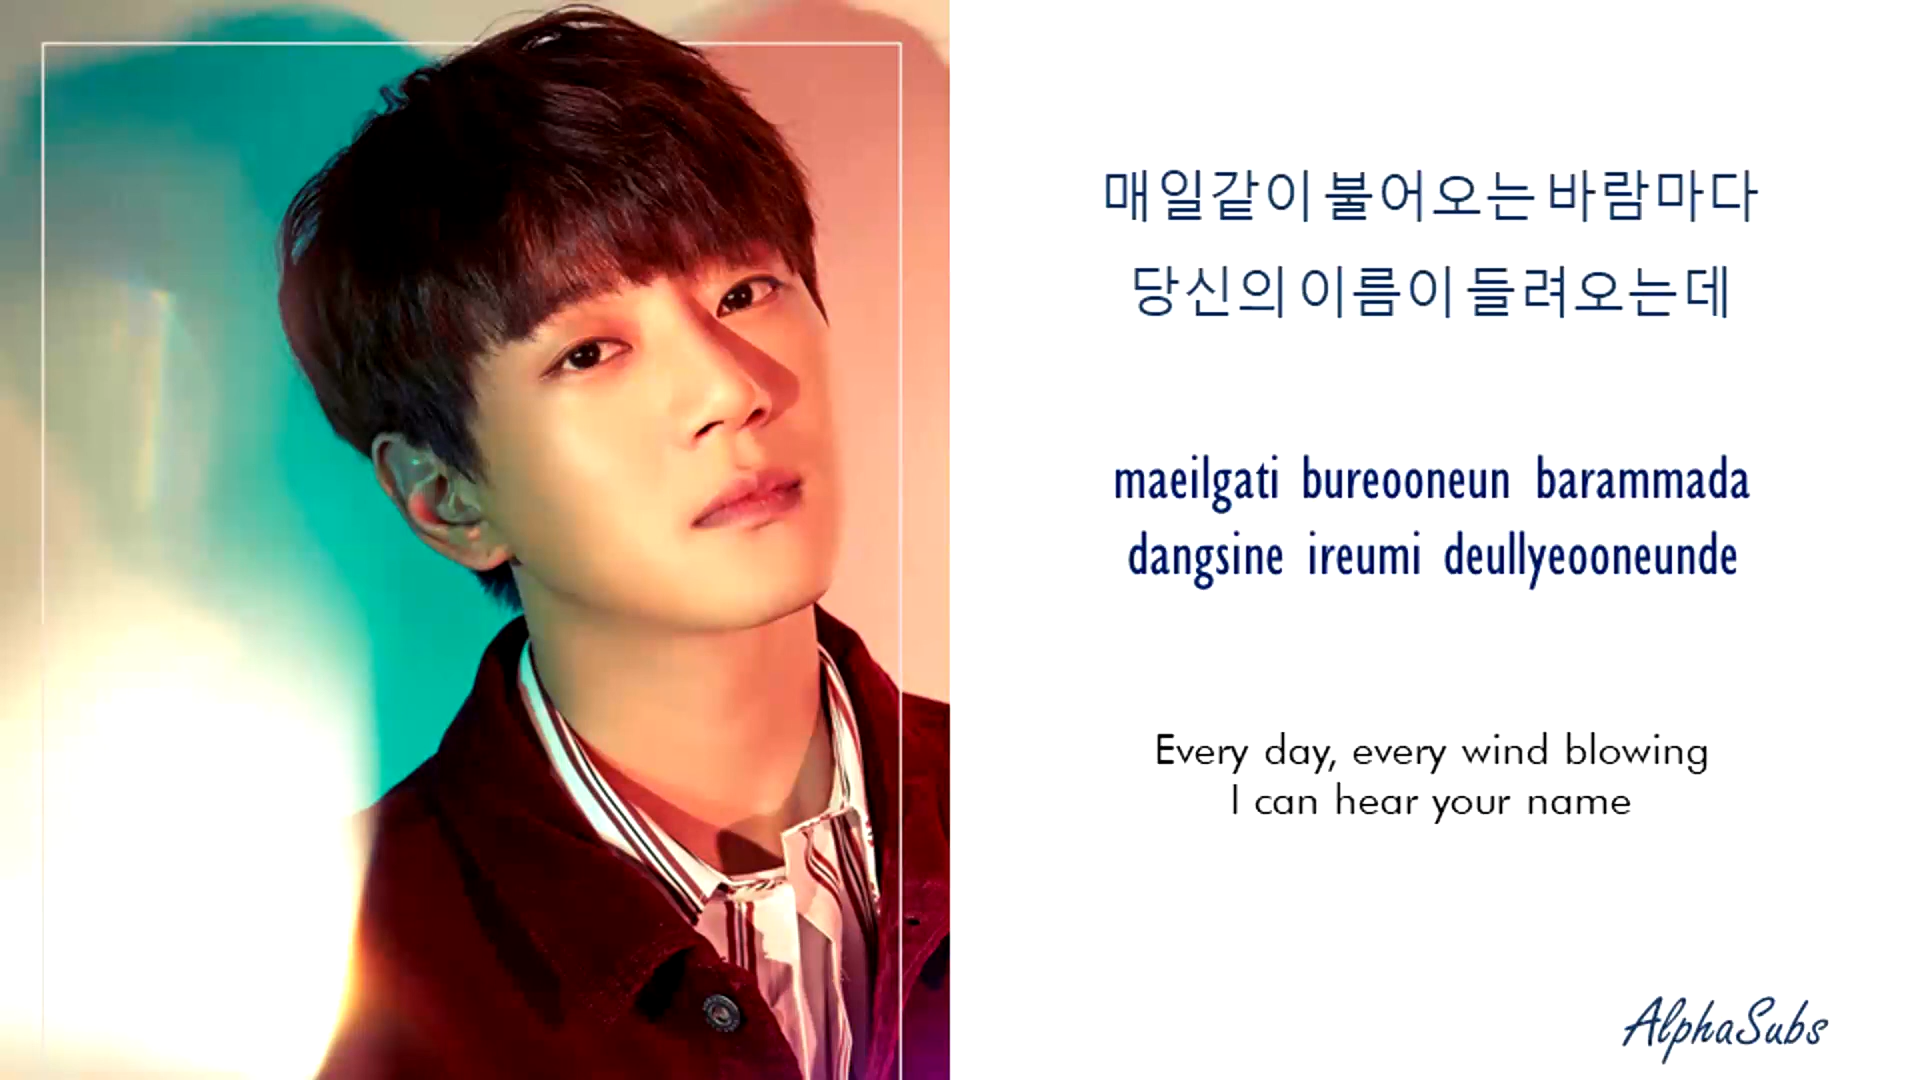 매일같이 불어오는 바람마다
당신의 이름이 들려오는데
maeilgati bureooneun barammada
dangsine ireumi deullyeooneunde
Every day, every wind blowing
I can hear your name
AlphaSubs